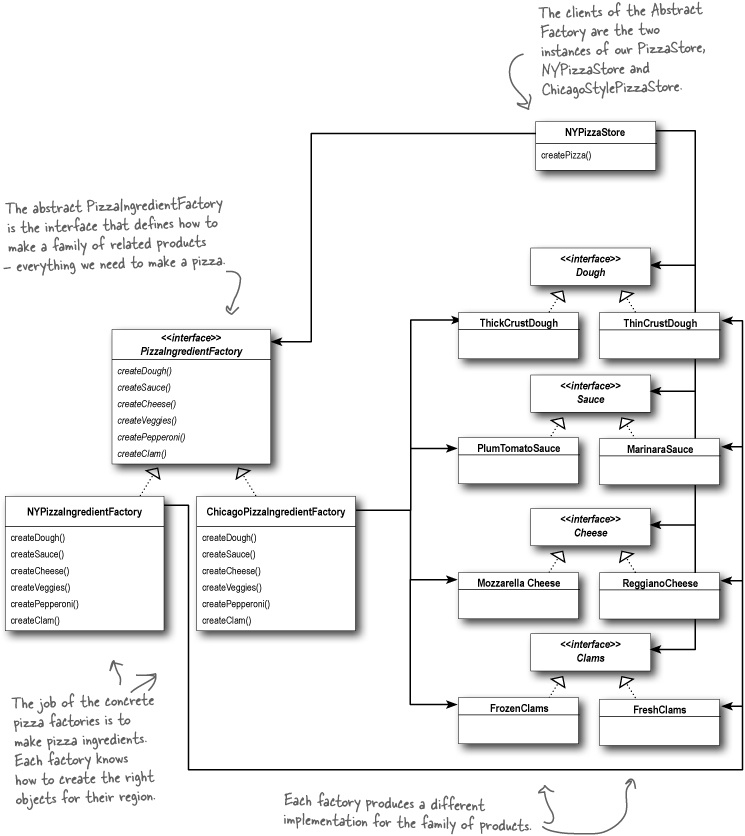 The clients of the Abstract
Factory are the two
instances of our PizzaStore,
NYPizzaStore and
ChicagoStylePizzaStore.
NYPizzaStore
createPizza()
The abstract PizzaIngredientFactory
is the interface that defines how to
make a family of related products
– everything we need to make a pizza.
<<interface>>
Dough
ThickCrustDough
ThinCrustDough
<<interface>>
PizzaIngredientFactory
createDough()
createSauce()
createCheese()
createVeggies()
createPepperoni()
createClam()
<<interface>>
Sauce
PlumTomatoSauce
MarinaraSauce
NYPizzaIngredientFactory
createDough()
createSauce()
createCheese()
createVeggies()
createPepperoni()
createClam()
ChicagoPizzaIngredientFactory
createDough()
createSauce()
createCheese()
createVeggies()
createPepperoni()
createClam()
<<interface>>
Cheese
Mozzarella Cheese
ReggianoCheese
<<interface>>
Clams
FrozenClams
FreshClams
The job of the concrete
pizza factories is to
make pizza ingredients.
Each factory knows
how to create the right
objects for their region.
Each factory produces a different
implementation for the family of products.